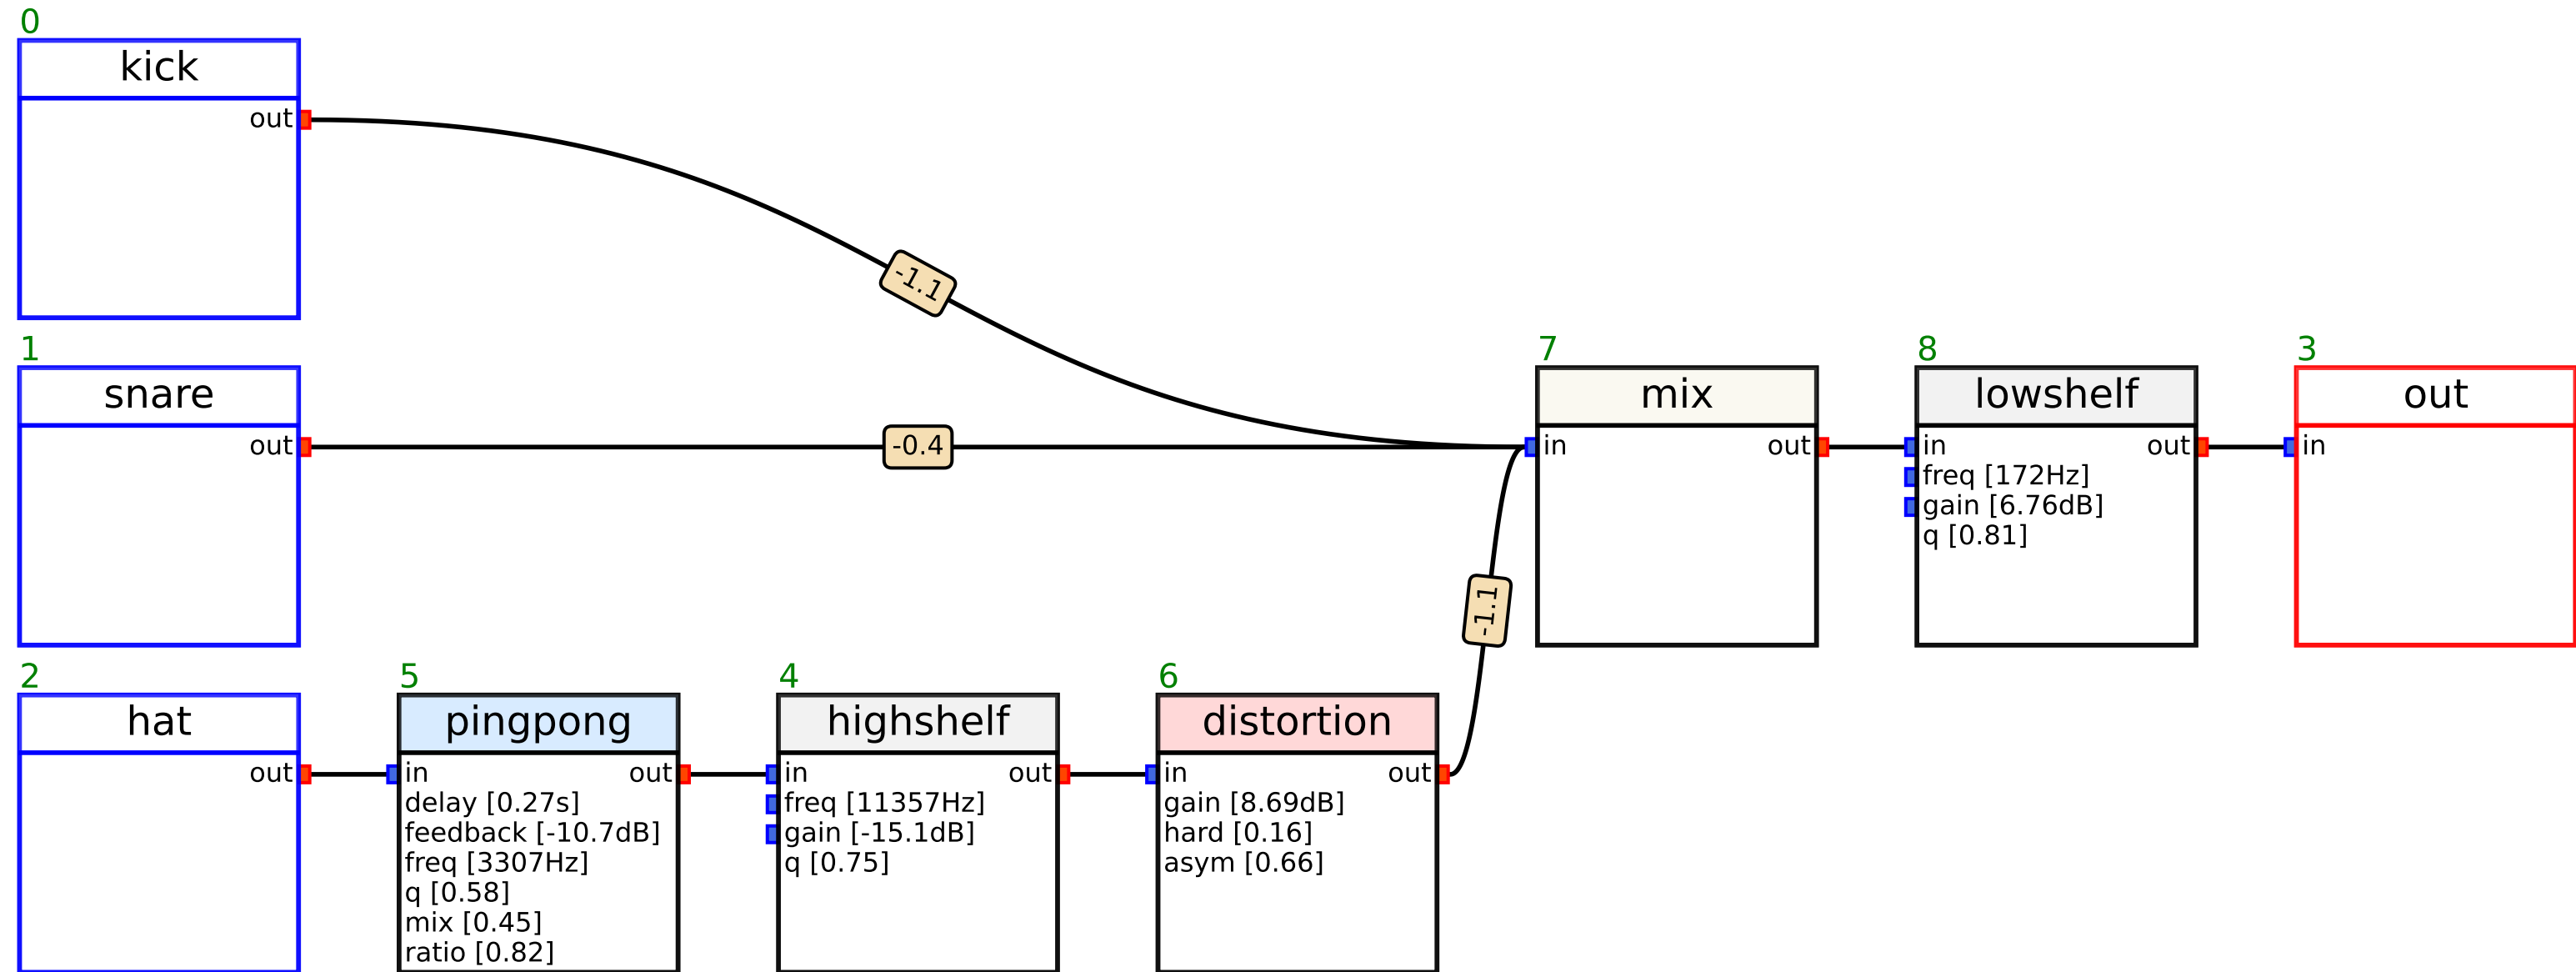 0
kick
out
-1.1
1
snare
out
-0.4
7
mix
in
out
8
lowshelf
in
out
freq [172Hz]
gain [6.76dB]
q [0.81]
3
out
in
-1.1
2
hat
out
5
pingpong
in
out
delay [0.27s]
feedback [-10.7dB]
freq [3307Hz]
q [0.58]
mix [0.45]
ratio [0.82]
4
highshelf
in
out
freq [11357Hz]
gain [-15.1dB]
q [0.75]
6
distortion
in
out
gain [8.69dB]
hard [0.16]
asym [0.66]